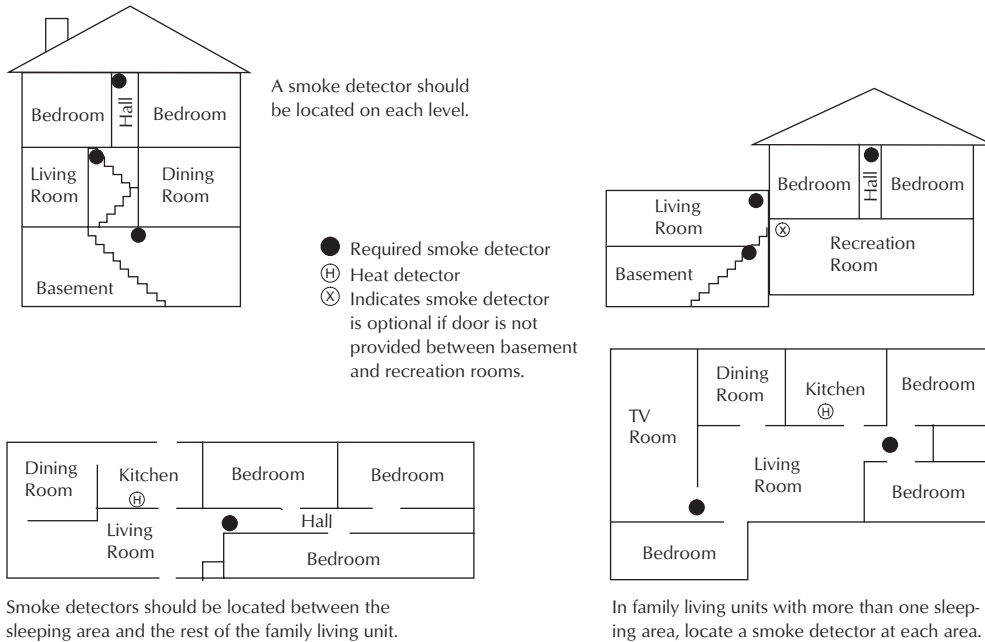 A smoke detector should
be located on each level.
Bedroom
Hall
Bedroom
Living
Room
Dining
Room
Basement
● Required smoke detector
Ⓗ Heat detector
ⓧ Indicates smoke detector
is optional if door is not
provided between basement
and recreation rooms.
Bedroom
Hall
Bedroom
Living
Room
ⓧ
Recreation
Room
Basement
Dining
Room
Kitchen
Ⓗ
Bedroom
Bedroom
Living
Room
Hall
Bedroom
Smoke detectors should be located between the
sleeping area and the rest of the family living unit.
TV
Room
Dining
Room
Kitchen
Ⓗ
Bedroom
Living
Room
Bedroom
Bedroom
In family living units with more than one sleep-
ing area, locate a smoke detector at each area.